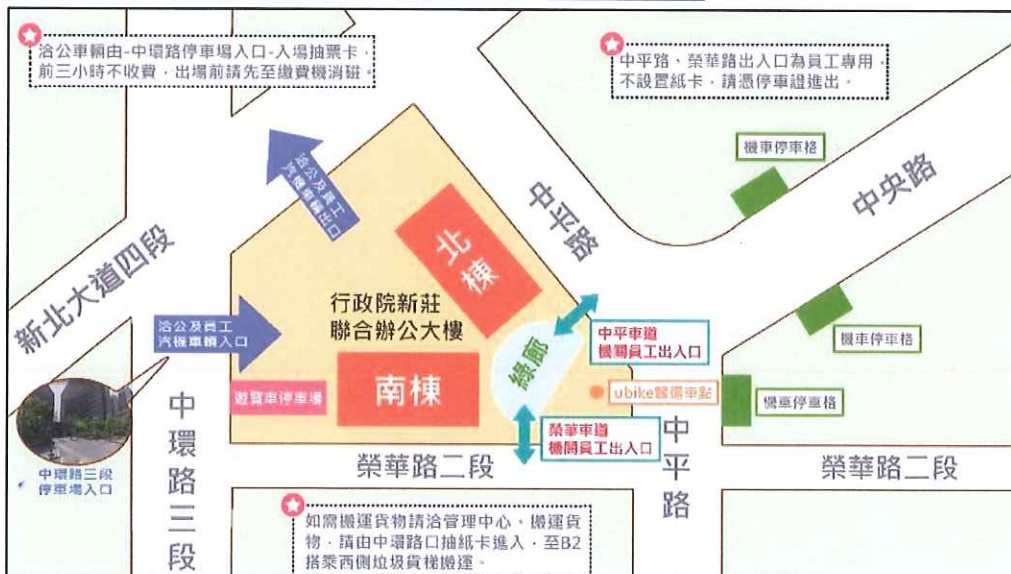 洽公車輛由-中環路停車場入口-入場抽票卡，
前三小時不收費，出場前請先至繳費機消磁。
中平路、榮華路出入口為員工專用，
不設置紙卡，請憑停車證進出。
機車停車格
中央路
洽公及員工
汽機車輛出口
中平路
北棟
新北大道四段
行政院新莊
聯合辦公大樓
洽公及員工
汽機車輛入口
中平車道
機關員工出入口
機車停車格
綠廊
南棟
遊覽車停車場
ubike歸還車點
機車停車格
中環路三段
停車場入口
中環路三段
榮華車道
機關員工出入口
中平路
榮華路二段
榮華路二段
如需搬運貨物請洽管理中心、搬運貨
物，請由中環路口抽紙卡進入，至B2
搭乘西側垃圾貨梯搬運。